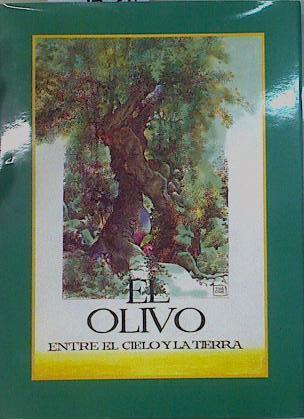 EL
OLIVO
ENTRE EL CIELO Y LA TIERRA